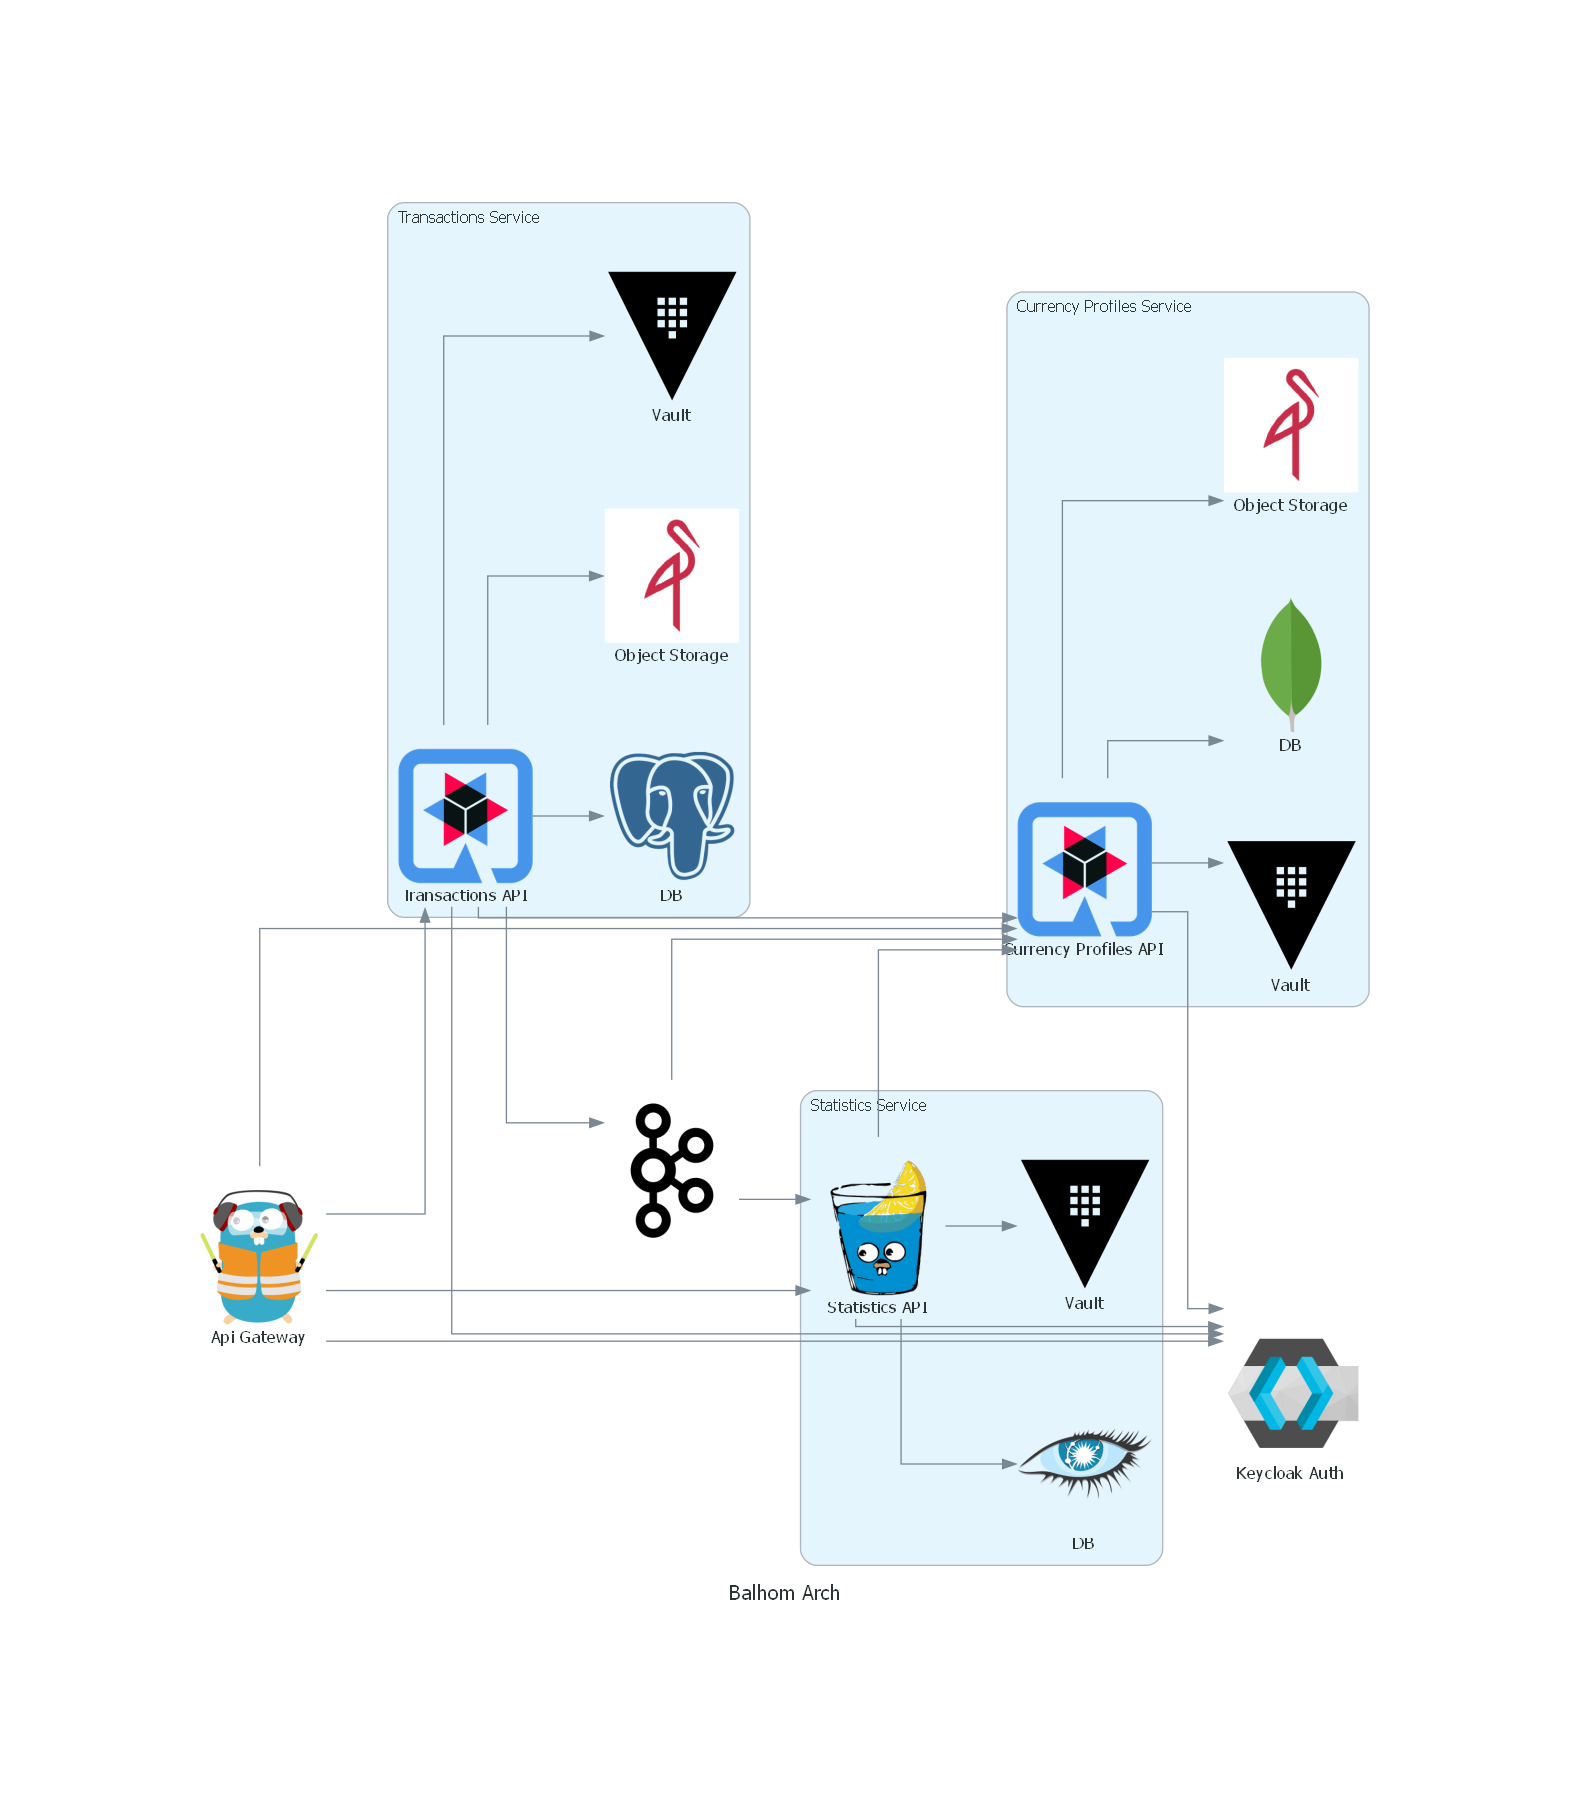 Transactions Service
Vault
Object Storage
Transactions API
DB
Currency Profiles Service
Object Storage
DB
Currency Profiles API
Vault
Statistics Service
Statistics API
Vault
DB
Api Gateway
Keycloak Auth
Balhom Arch